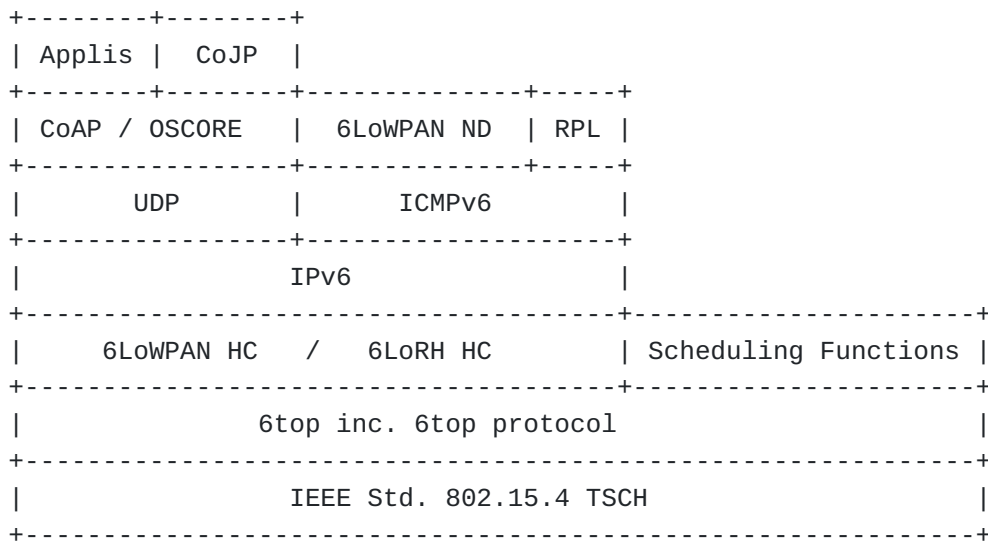 +--------+--------+
| Applis |  CoJP  |
+--------+--------+--------------+-----+
| CoAP / OSCORE   |  6LoWPAN ND  | RPL |
+-----------------+--------------+-----+
|       UDP       |      ICMPv6        |
+-----------------+--------------------+
|                 IPv6                 |
+--------------------------------------+----------------------+
|     6LoWPAN HC   /   6LoRH HC        | Scheduling Functions |
+--------------------------------------+----------------------+
|               6top inc. 6top protocol                       |
+-------------------------------------------------------------+
|                 IEEE Std. 802.15.4 TSCH                     |
+-------------------------------------------------------------+